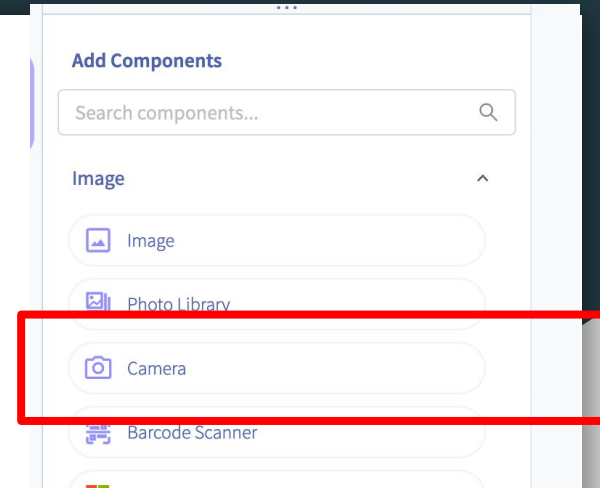 Add Components
Search components...
Image
Image
Photo Library
Camera
Barcode Scanner